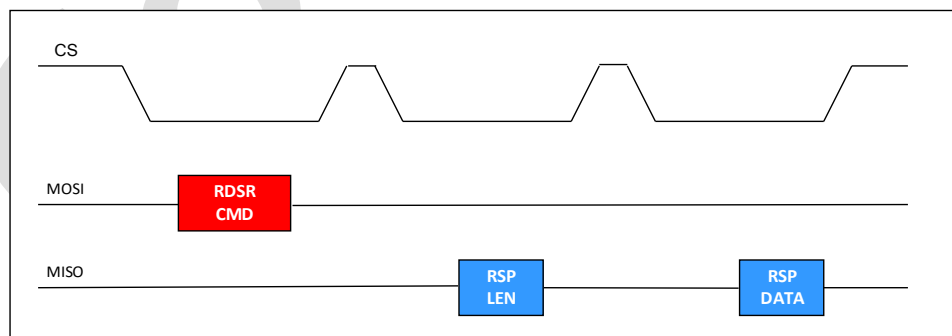 CS
MOSI
RDSR
CMD
MISO
RSP
LEN
RSP
DATA